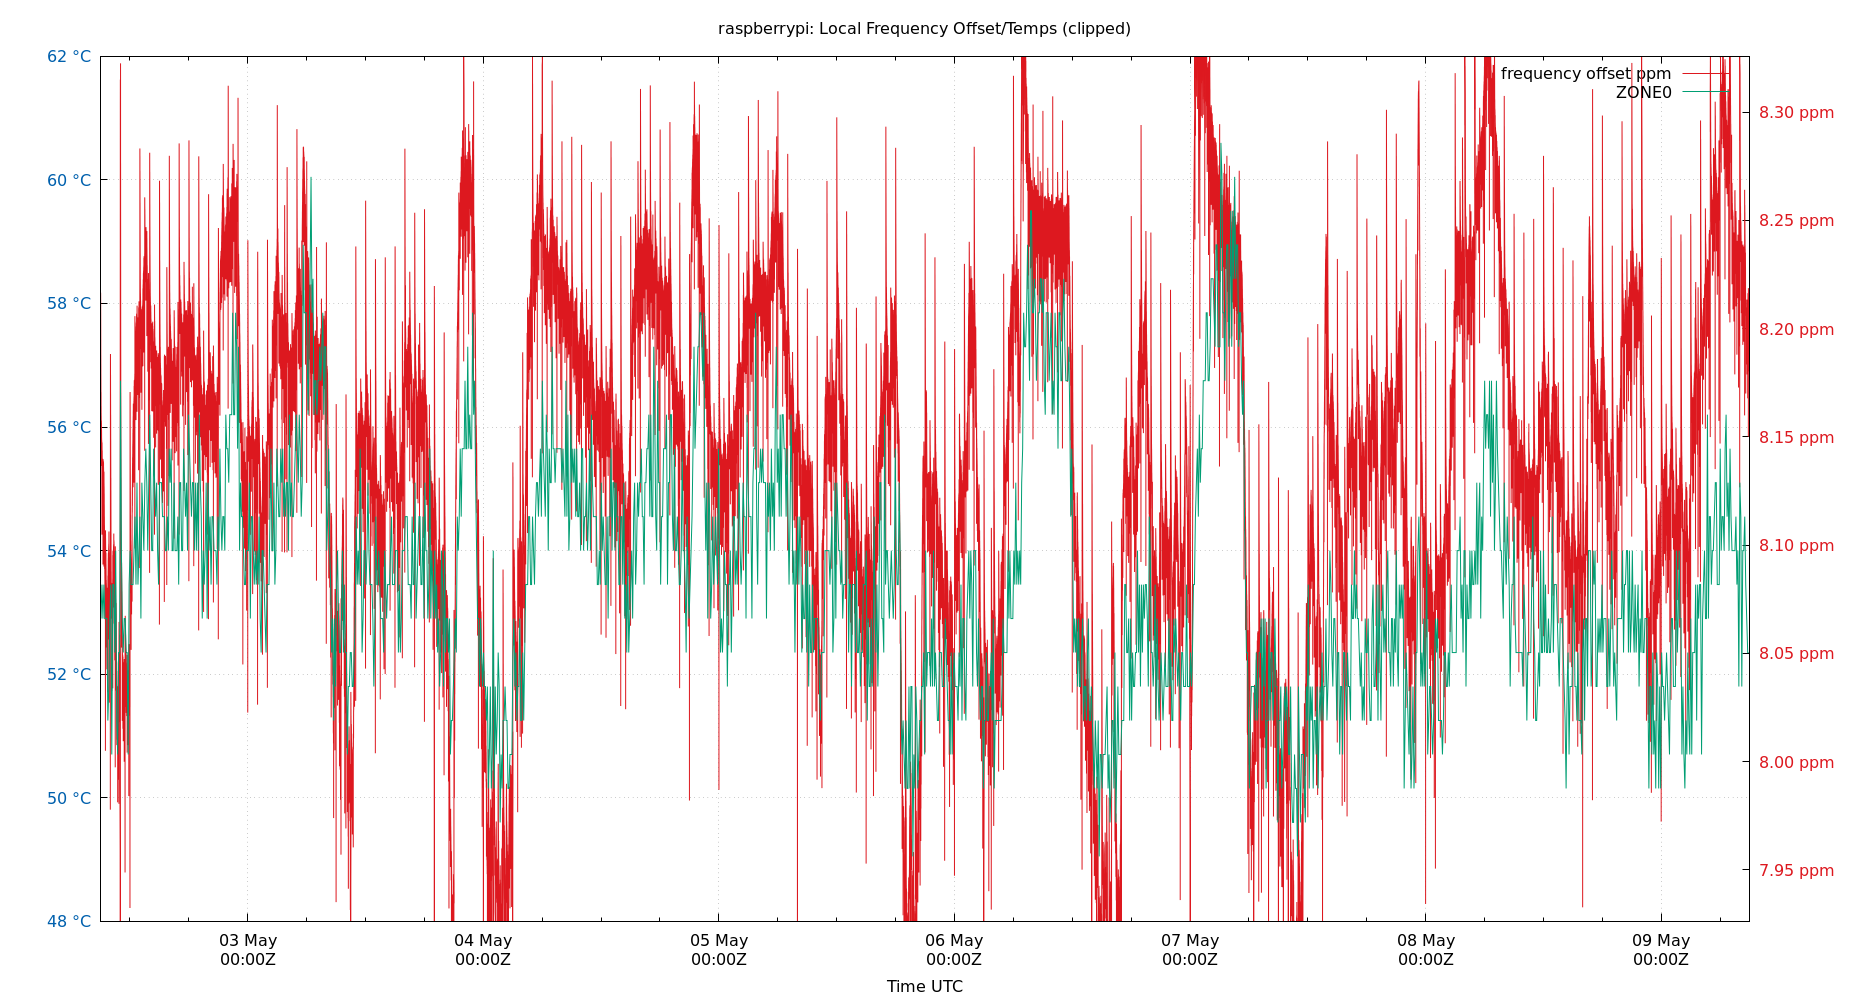 raspberrypi: Local Frequency Offset/Temps (clipped)
62 °C
60 °C
58 °C
56 °C
54 °C
52 °C
50 °C
48 °C
frequency offset ppm
ZONE0
8.30 ppm
8.25 ppm
8.20 ppm
8.15 ppm
8.10 ppm
8.05 ppm
8.00 ppm
7.95 ppm
03 May 04 May 05 May 06 May 07 May 08 May 09 May
00:00Z 00:00Z 00:00Z 00:00Z 00:00Z 00:00Z 00:00Z
Time UTC